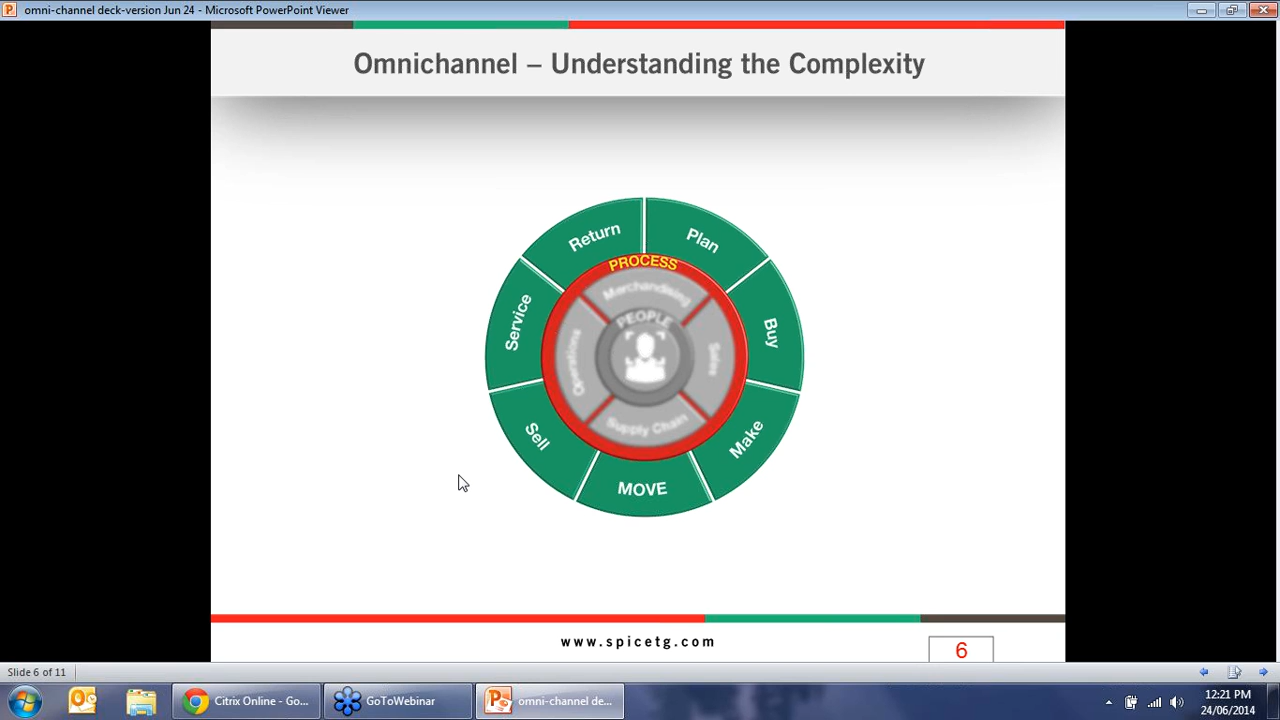 omni-channel deck-version Jun 24 - Microsoft PowerPoint Viewer
Omnichannel – Understanding the Complexity
Return
Plan
PROCESS
Merchandising
PEOPLE
Service
Operations
Sales
Buy
Supply Chain
Sell
Make
MOVE
www.spicetg.com
6
Slide 6 of 11
Citrix Online - Go...
GoToWebinar
omni-channel de...
12:21 PM
24/06/2014